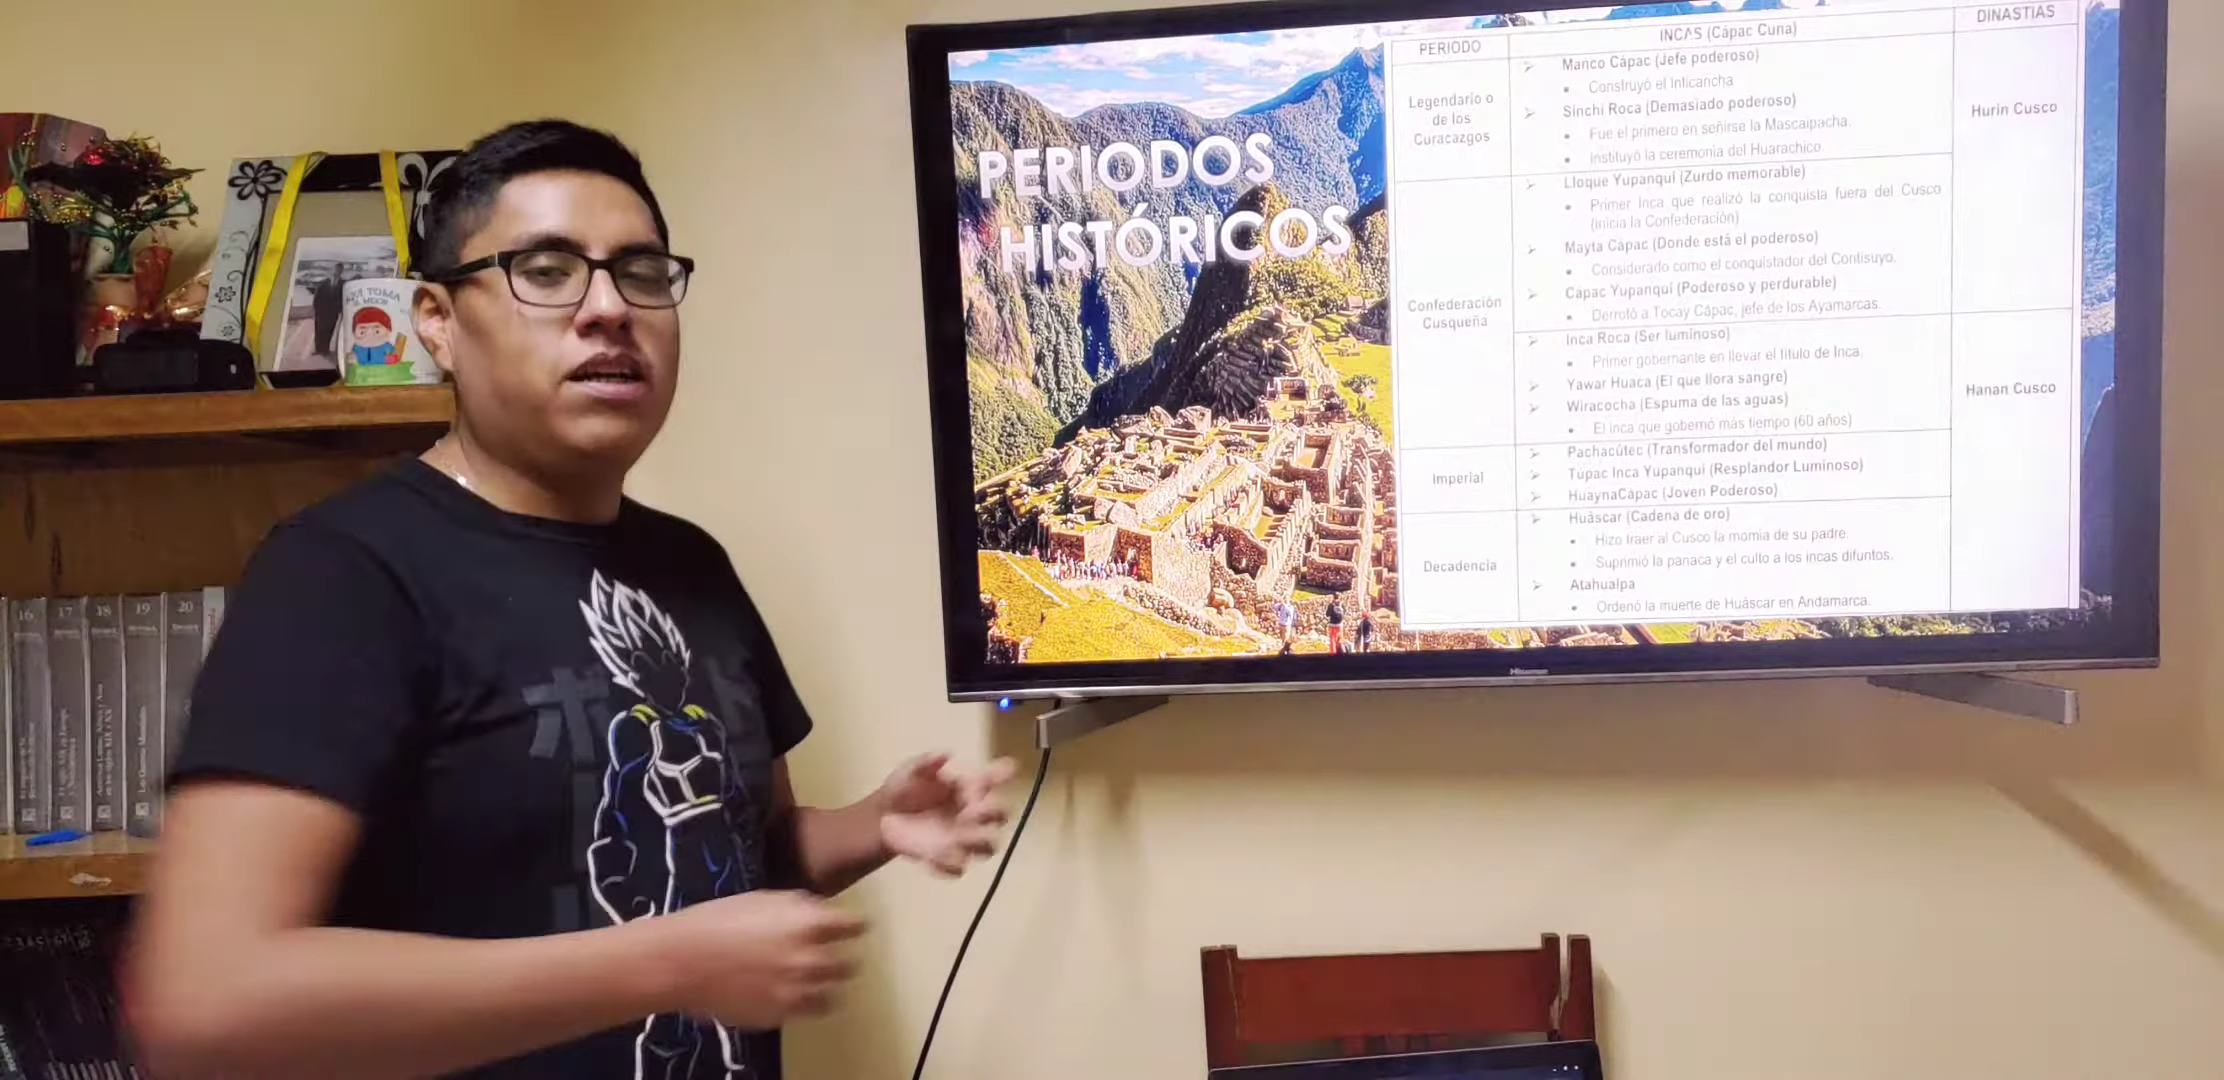 PERIODOS
HISTÓRICOS
PERIODO
INCAS (Cápac Cuna)
DINASTIAS
Legendario o
de los
Curacazgos
Manco Cápac (Jefe poderoso)
Construyó el Inticancha
Sinchi Roca (Demasiado poderoso)
Fue el primero en señirse la Mascaipacha.
Instituyó la ceremonia del Huarachico
Hurin Cusco
Confederación
Cusqueña
Lloque Yupanqui (Zurdo memorable)
Primer Inca que realizó la conquista fuera del Cusco
(inicia la Confederación)
Mayta Cápac (Donde está el poderoso)
Considerado como el conquistador del Contisuyo.
Capac Yupanqui (Poderoso y perdurable)
Derrotó a Tocay Cápac, jefe de los Ayamarcas.
Inca Roca (Ser luminoso)
Primer gobernante en llevar el título de Inca.
Yawar Huaca (El que llora sangre)
Wiracocha (Espuma de las aguas)
El inca que gobernó más tiempo (60 años)
Hanan Cusco
Imperial
Pachacútec (Transformador del mundo)
Túpac Inca Yupanqui (Resplandor Luminoso)
HuaynaCápac (Joven Poderoso)
Decadencia
Huáscar (Cadena de oro)
Hizo traer al Cusco la momia de su padre.
Suprimió la panaca y el culto a los incas difuntos.
Atahualpa
Ordenó la muerte de Huáscar en Andamarca.
Hisense
TOMA
16
17
18
19
20